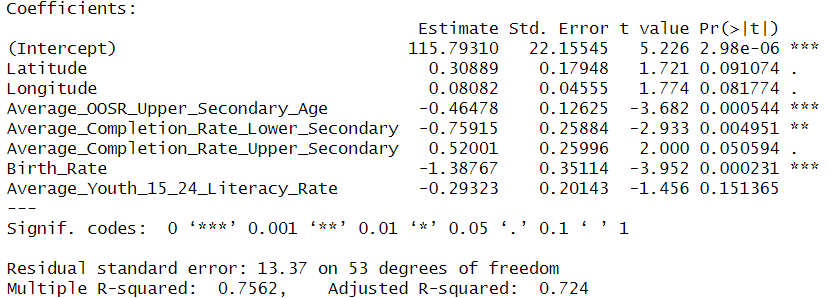 Coefficients:
Estimate Std. Error t value Pr(>|t|)
(Intercept) 115.79310 22.15545 5.226 2.98e-06 ***
Latitude 0.30889 0.17948 1.721 0.091074 .
Longitude 0.08082 0.04555 1.774 0.081774 .
Average_OOSR_Upper_Secondary_Age -0.46478 0.12625 -3.682 0.000544 ***
Average_Completion_Rate_Lower_Secondary -0.75915 0.25884 -2.933 0.004951 **
Average_Completion_Rate_Upper_Secondary 0.52001 0.25996 2.000 0.050594 .
Birth_Rate -1.38767 0.35114 -3.952 0.000231 ***
Average_Youth_15_24_Literacy_Rate -0.29323 0.20143 -1.456 0.151365
---
Signif. codes: 0 ‘***’ 0.001 ‘**’ 0.01 ‘*’ 0.05 ‘.’ 0.1 ‘ ’ 1
Residual standard error: 13.37 on 53 degrees of freedom
Multiple R-squared: 0.7562, Adjusted R-squared: 0.724